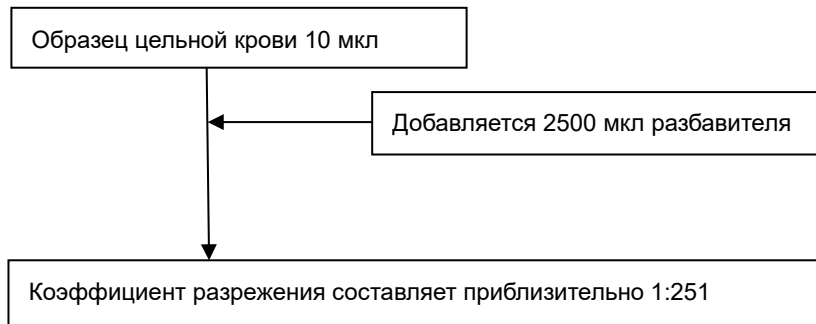 Образец цельной крови 10 мкл
Добавляется 2500 мкл разбавителя
Коэффициент разрежения составляет приблизительно 1:251